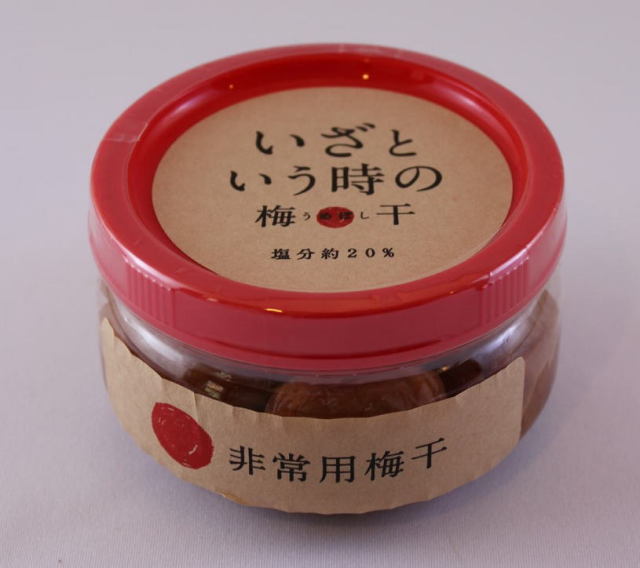 いざと
いう時の
梅うめぼし干
塩分約20%
非常用梅干